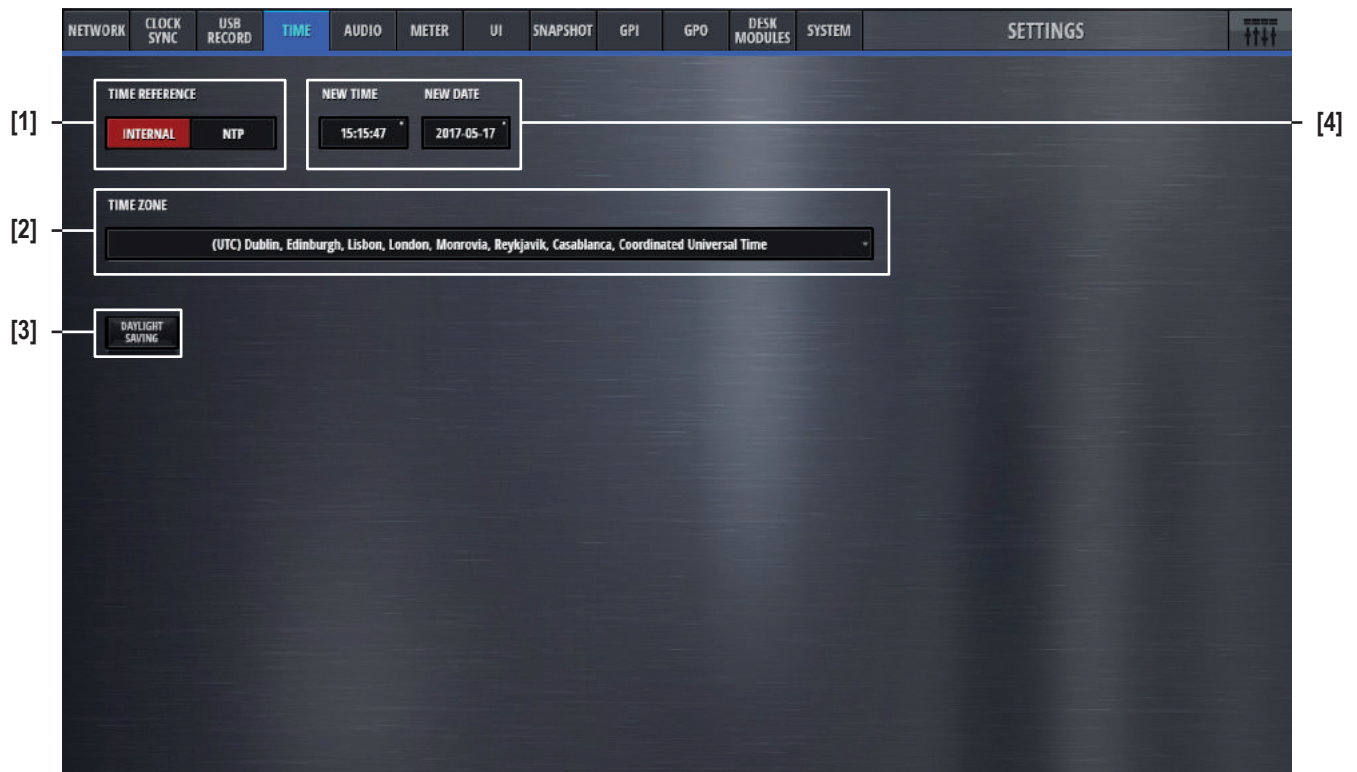 NETWORK CLOCK SYNC USB RECORD TIME AUDIO METER UI SNAPSHOT GPI GPO DESK MODULES SYSTEM SETTINGS
TIME REFERENCE NEW TIME NEW DATE
[1] INTERNAL NTP 15:15:47 2017-05-17 [4]
TIME ZONE
[2] (UTC) Dublin, Edinburgh, Lisbon, London, Monrovia, Reykjavik, Casablanca, Coordinated Universal Time
[3] DAYLIGHT
SAVING